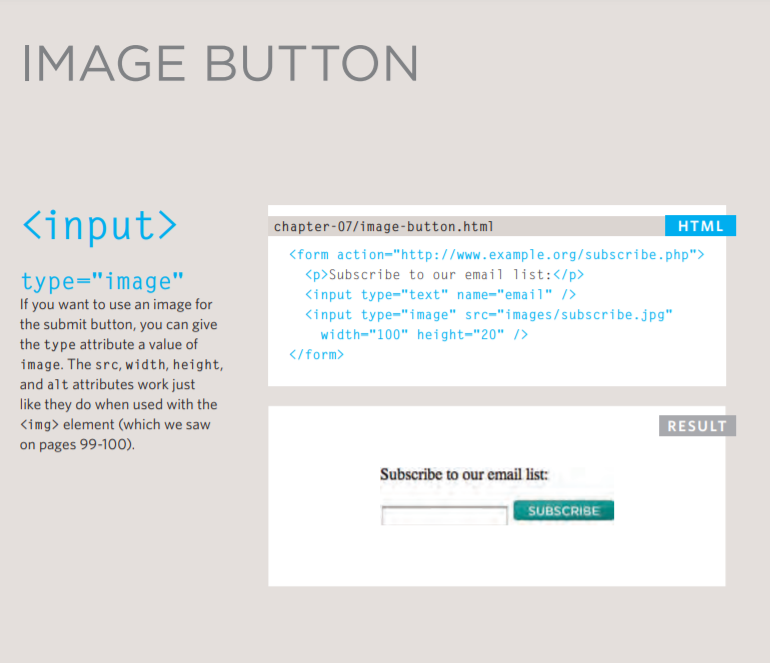 IMAGE BUTTON
<input>
type="image"
If you want to use an image for
the submit button, you can give
the type attribute a value of
image. The src, width, height,
and alt attributes work just
like they do when used with the
<img> element (which we saw
on pages 99-100).
chapter-07/image-button.html
HTML
<form action="http://www.example.org/subscribe.php">
<p>Subscribe to our email list:</p>
<input type="text" name="email" />
<input type="image" src="images/subscribe.jpg"
width="100" height="20" />
</form>
RESULT
Subscribe to our email list:
SUBSCRIBE